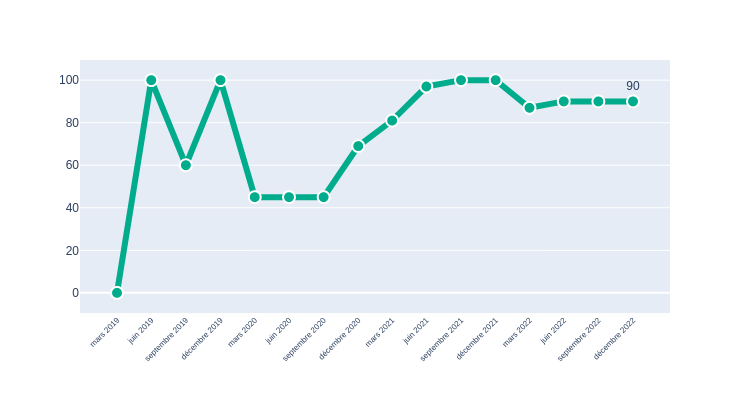 100
80
60
40
20
0
90
mars 2019
juin 2019
septembre 2019
décembre 2019
mars 2020
juin 2020
septembre 2020
décembre 2020
mars 2021
juin 2021
septembre 2021
décembre 2021
mars 2022
juin 2022
septembre 2022
décembre 2022